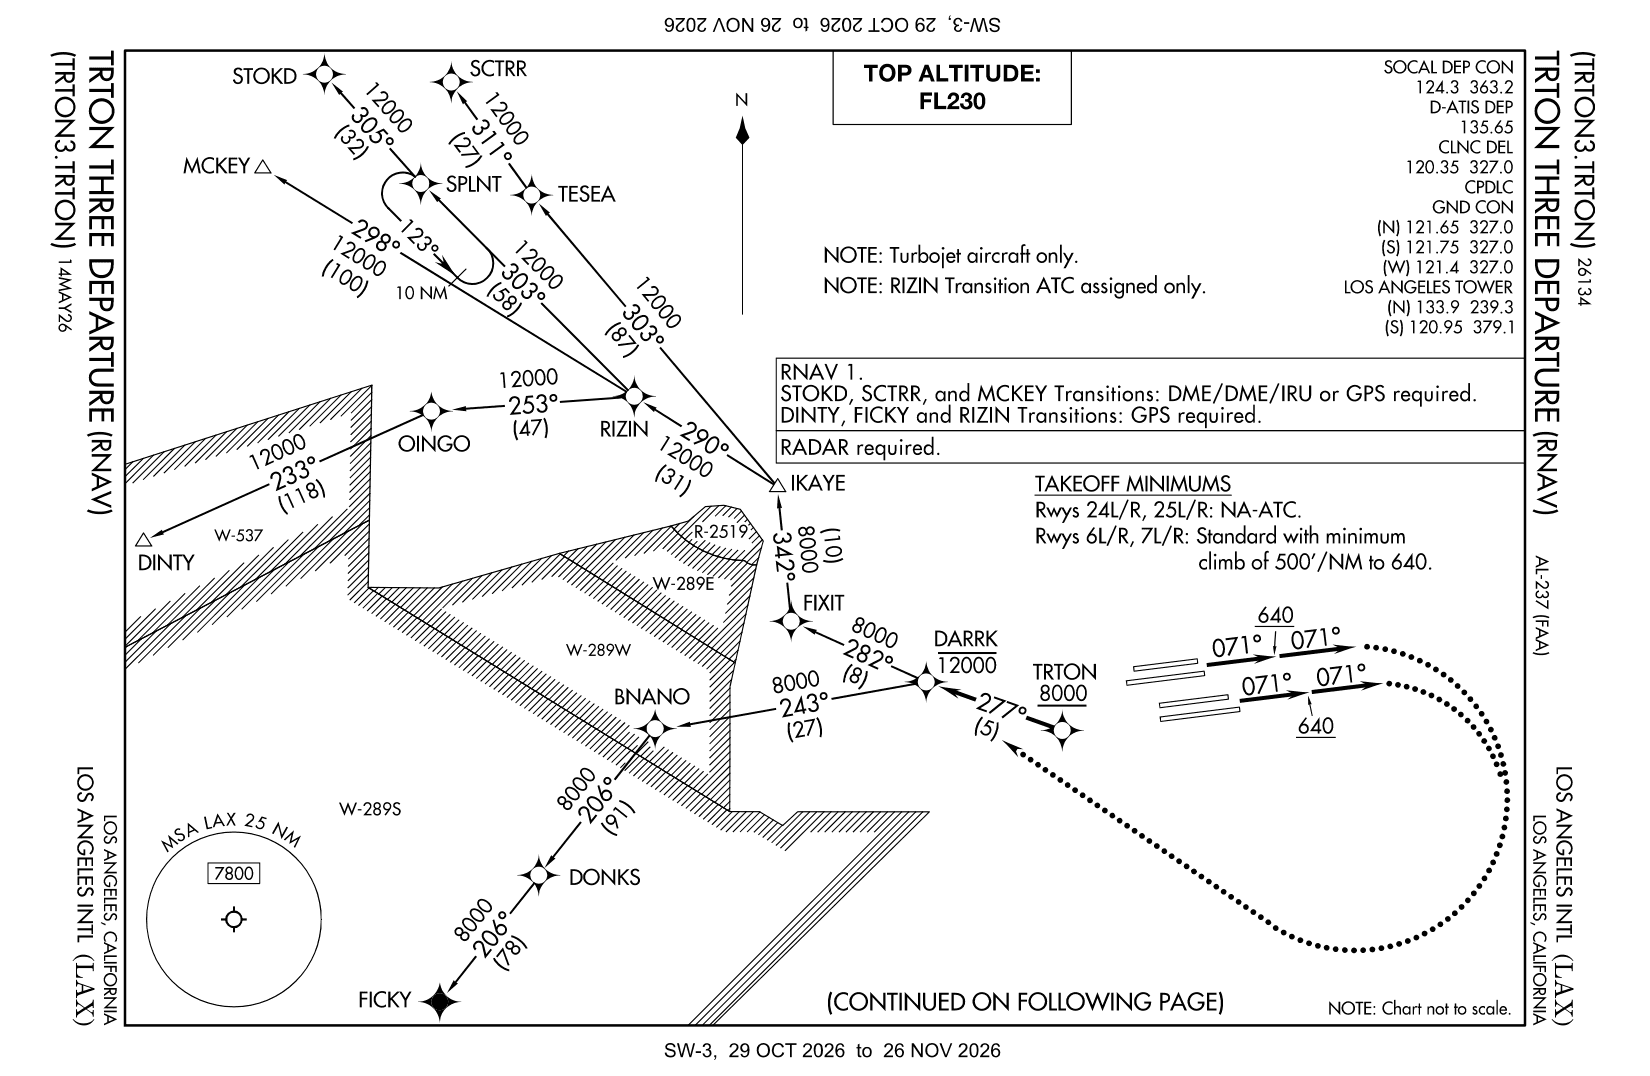 SW-3, 29 OCT 2026 to 26 NOV 2026
(TRTON3.TRTON) 14MAY26
TRTON THREE DEPARTURE (RNAV)
LOS ANGELES, CALIFORNIA
LOS ANGELES INTL (LAX)
(TRTON3.TRTON) 26134
TRTON THREE DEPARTURE (RNAV)
AL-237 (FAA)
LOS ANGELES INTL (LAX)
LOS ANGELES, CALIFORNIA
TOP ALTITUDE:
FL230
SOCAL DEP CON
124.3 363.2
D-ATIS DEP
135.65
CLNC DEL
120.35 327.0
CPDLC
GND CON
(N) 121.65 327.0
(S) 121.75 327.0
(W) 121.4 327.0
LOS ANGELES TOWER
(N) 133.9 239.3
(S) 120.95 379.1
N
NOTE: Turbojet aircraft only.
NOTE: RIZIN Transition ATC assigned only.
RNAV 1.
STOKD, SCTRR, and MCKEY Transitions: DME/DME/IRU or GPS required.
DINTY, FICKY and RIZIN Transitions: GPS required.
RADAR required.
TAKEOFF MINIMUMS
Rwys 24L/R, 25L/R: NA-ATC.
Rwys 6L/R, 7L/R: Standard with minimum
climb of 500'/NM to 640.
STOKD
12000
305°
(32)
SCTRR
12000
311°
(27)
MCKEY
SPLNT
TESEA
298°
12000
(100)
123°
10 NM
12000
303°
(58)
12000
303°
(87)
12000
253°
(47)
OINGO
RIZIN
290°
12000
(31)
IKAYE
12000
233°
(118)
W-537
DINTY
R-2519
W-289E
W-289W
(10)
8000
342°
FIXIT
8000
282°
(8)
DARRK
12000
TRTON
8000
277°
(5)
8000
243°
(27)
BNANO
640
071° 071°
071° 071°
640
8000
206°
(91)
W-289S
DONKS
8000
206°
(78)
FICKY
MSA LAX 25 NM
7800
(CONTINUED ON FOLLOWING PAGE)
NOTE: Chart not to scale.
SW-3, 29 OCT 2026 to 26 NOV 2026